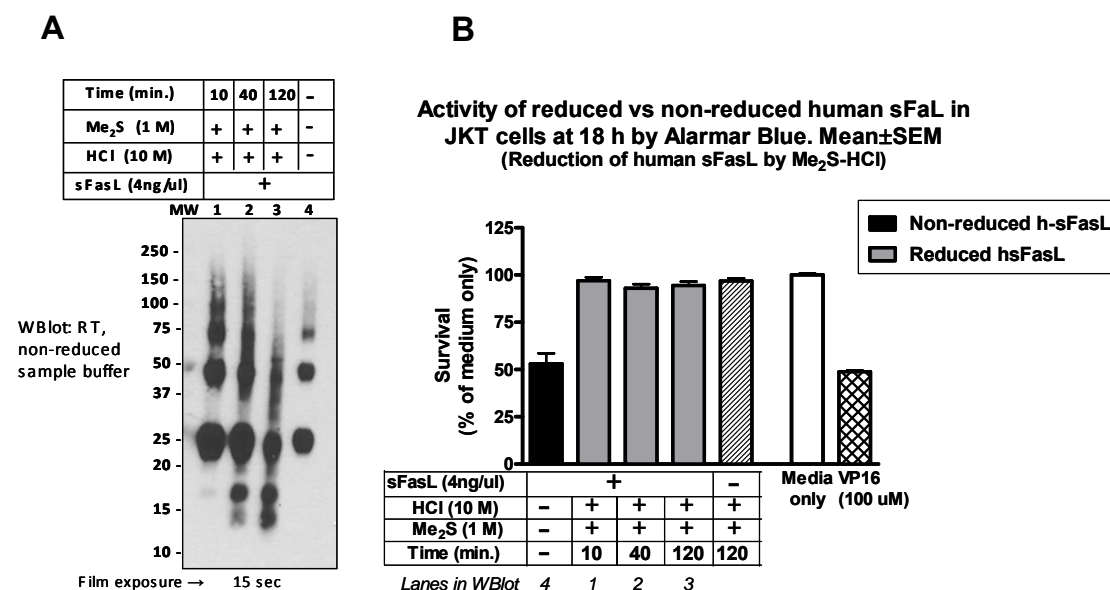 A
Time (min.) 10 40 120 –
Me₂S (1 M) + + + –
HCl (10 M) + + + –
sFasL (4ng/ul) +
MW 1 2 3 4
250 -
150 -
100 -
75 -
50 -
37 -
25 -
20 -
15 -
10 -
WBlot: RT,
non-reduced
sample buffer
Film exposure → 15 sec
B
Activity of reduced vs non-reduced human sFaL in
JKT cells at 18 h by Alarmar Blue. Mean±SEM
(Reduction of human sFasL by Me₂S-HCl)
Non-reduced h-sFasL
Reduced hsFasL
Survival
(% of medium only)
125
100
75
50
25
0
Media only
VP16 (100 uM)
sFasL (4ng/ul) + –
HCl (10 M) – + + + +
Me₂S (1 M) – + + + +
Time (min.) – 10 40 120 120
Lanes in WBlot 4 1 2 3